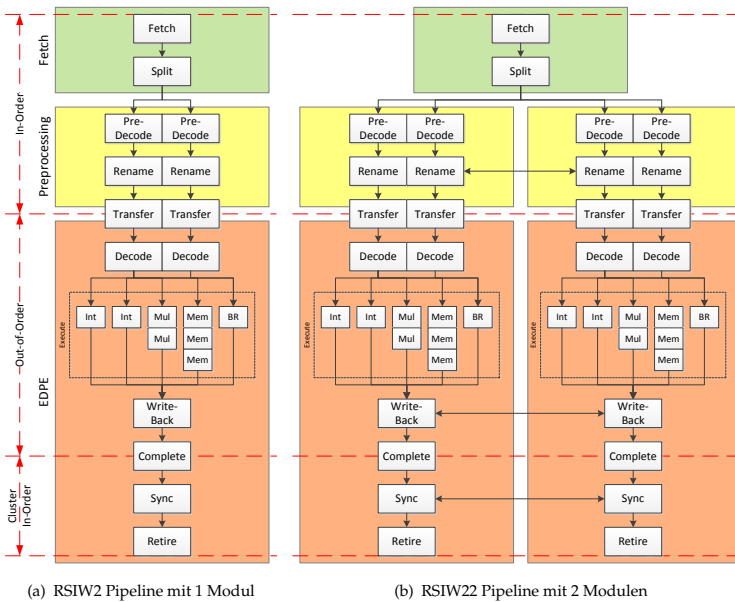 Fetch
Split
Pre-
Decode
Pre-
Decode
Rename
Rename
Transfer
Transfer
Decode
Decode
Int
Int
Mul
Mul
Mem
Mem
Mem
BR
Execute
Write-
Back
Complete
Sync
Retire
Fetch
Split
Pre-
Decode
Pre-
Decode
Rename
Rename
Transfer
Transfer
Decode
Decode
Int
Int
Mul
Mul
Mem
Mem
Mem
BR
Execute
Write-
Back
Complete
Sync
Retire
Pre-
Decode
Pre-
Decode
Rename
Rename
Transfer
Transfer
Decode
Decode
Int
Int
Mul
Mul
Mem
Mem
Mem
BR
Execute
Write-
Back
Complete
Sync
Retire
In-Order
Out-of-Order
Cluster
In-Order
Fetch
Preprocessing
EDPE
(a) RSIW2 Pipeline mit 1 Modul
(b) RSIW22 Pipeline mit 2 Modulen